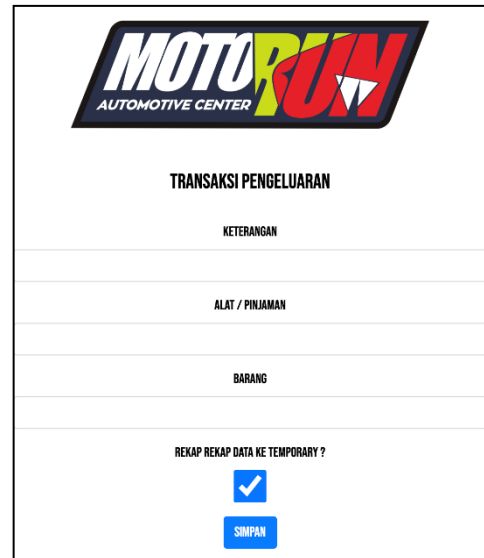 MOTORUN
AUTOMOTIVE CENTER
TRANSAKSI PENGELUARAN
KETERANGAN
ALAT / PINJAMAN
BARANG
REKAP REKAP DATA KE TEMPORARY ?
SIMPAN